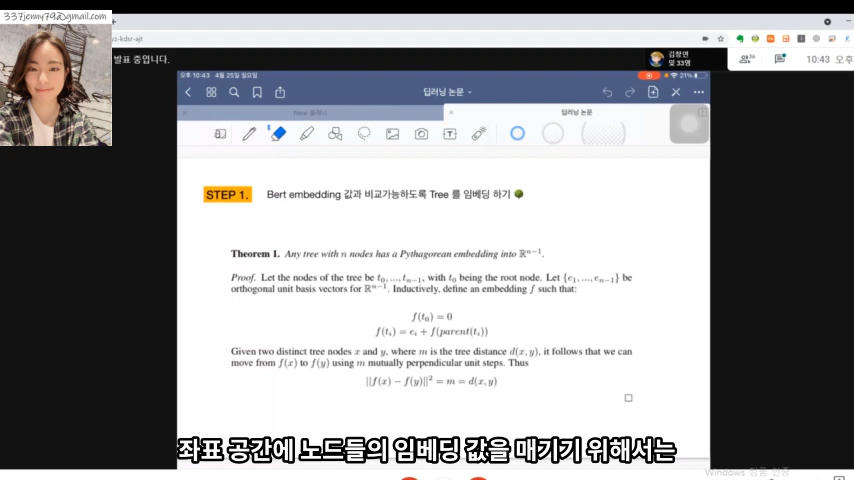 337jenny79@gmail.com
yz-kdsr-ajt
발표 중입니다.
김창연
및 33명
10:43 오후
오후 10:43 4월 25일 일요일
21%
딥러닝 논문
딥러닝 논문
STEP 1. Bert embedding 값과 비교가능하도록 Tree 를 임베딩 하기
Theorem 1. Any tree with n nodes has a Pythagorean embedding into ℝⁿ⁻¹.
Proof. Let the nodes of the tree be t₀, ..., tₙ₋₁, with t₀ being the root node. Let {e₁, ..., eₙ₋₁} be
orthogonal unit basis vectors for ℝⁿ⁻¹. Inductively, define an embedding f such that:
f(t₀) = 0
f(tᵢ) = eᵢ + f(parent(tᵢ))
Given two distinct tree nodes x and y, where m is the tree distance d(x, y), it follows that we can
move from f(x) to f(y) using m mutually perpendicular unit steps. Thus
||f(x) − f(y)||² = m = d(x, y)
좌표 공간에 노드들의 임베딩 값을 매기기 위해서는
Windows 정품 인증